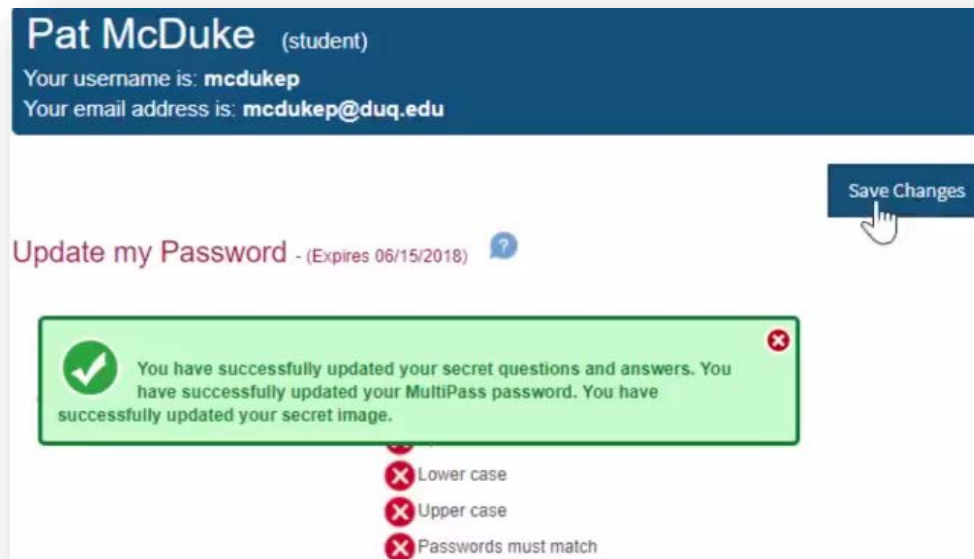 Pat McDuke (student)
Your username is: mcdukep
Your email address is: mcdukep@duq.edu
Save Changes
Update my Password - (Expires 06/15/2018) ?
You have successfully updated your secret questions and answers. You
have successfully updated your MultiPass password. You have
successfully updated your secret image.
Lower case
Upper case
Passwords must match